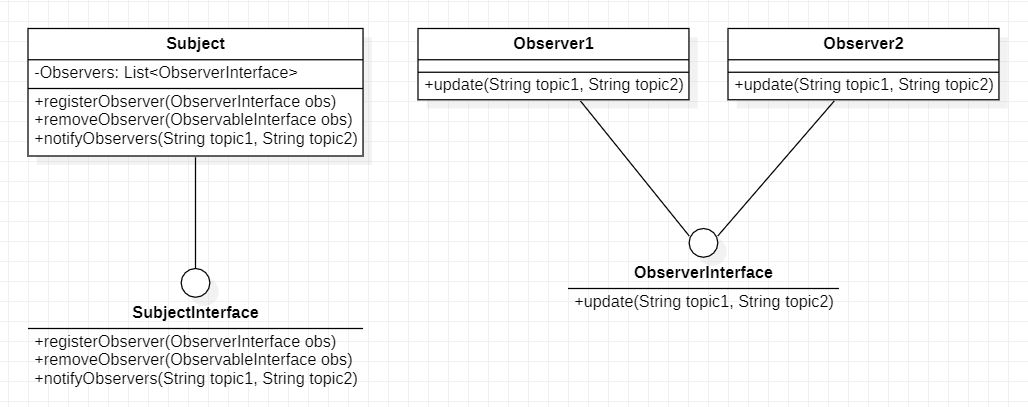 Subject
-Observers: List<ObserverInterface>
+registerObserver(ObserverInterface obs)
+removeObserver(ObservableInterface obs)
+notifyObservers(String topic1, String topic2)
SubjectInterface
+registerObserver(ObserverInterface obs)
+removeObserver(ObservableInterface obs)
+notifyObservers(String topic1, String topic2)
Observer1
+update(String topic1, String topic2)
Observer2
+update(String topic1, String topic2)
ObserverInterface
+update(String topic1, String topic2)